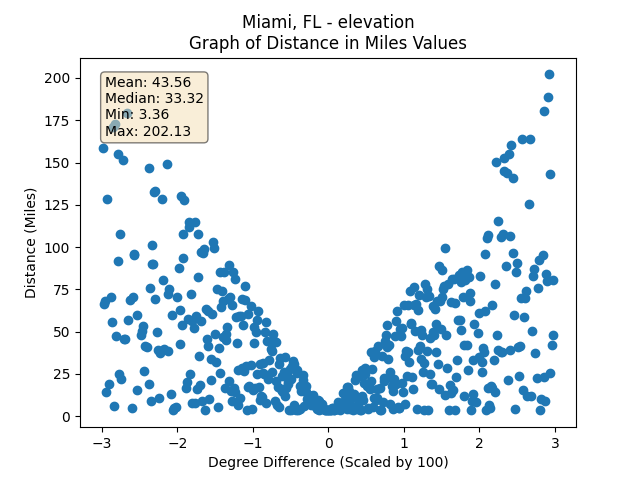 Miami, FL - elevation
Graph of Distance in Miles Values
Mean: 43.56
Median: 33.32
Min: 3.36
Max: 202.13
200
175
150
125
100
75
50
25
0
Distance (Miles)
−3 −2 −1 0 1 2 3
Degree Difference (Scaled by 100)